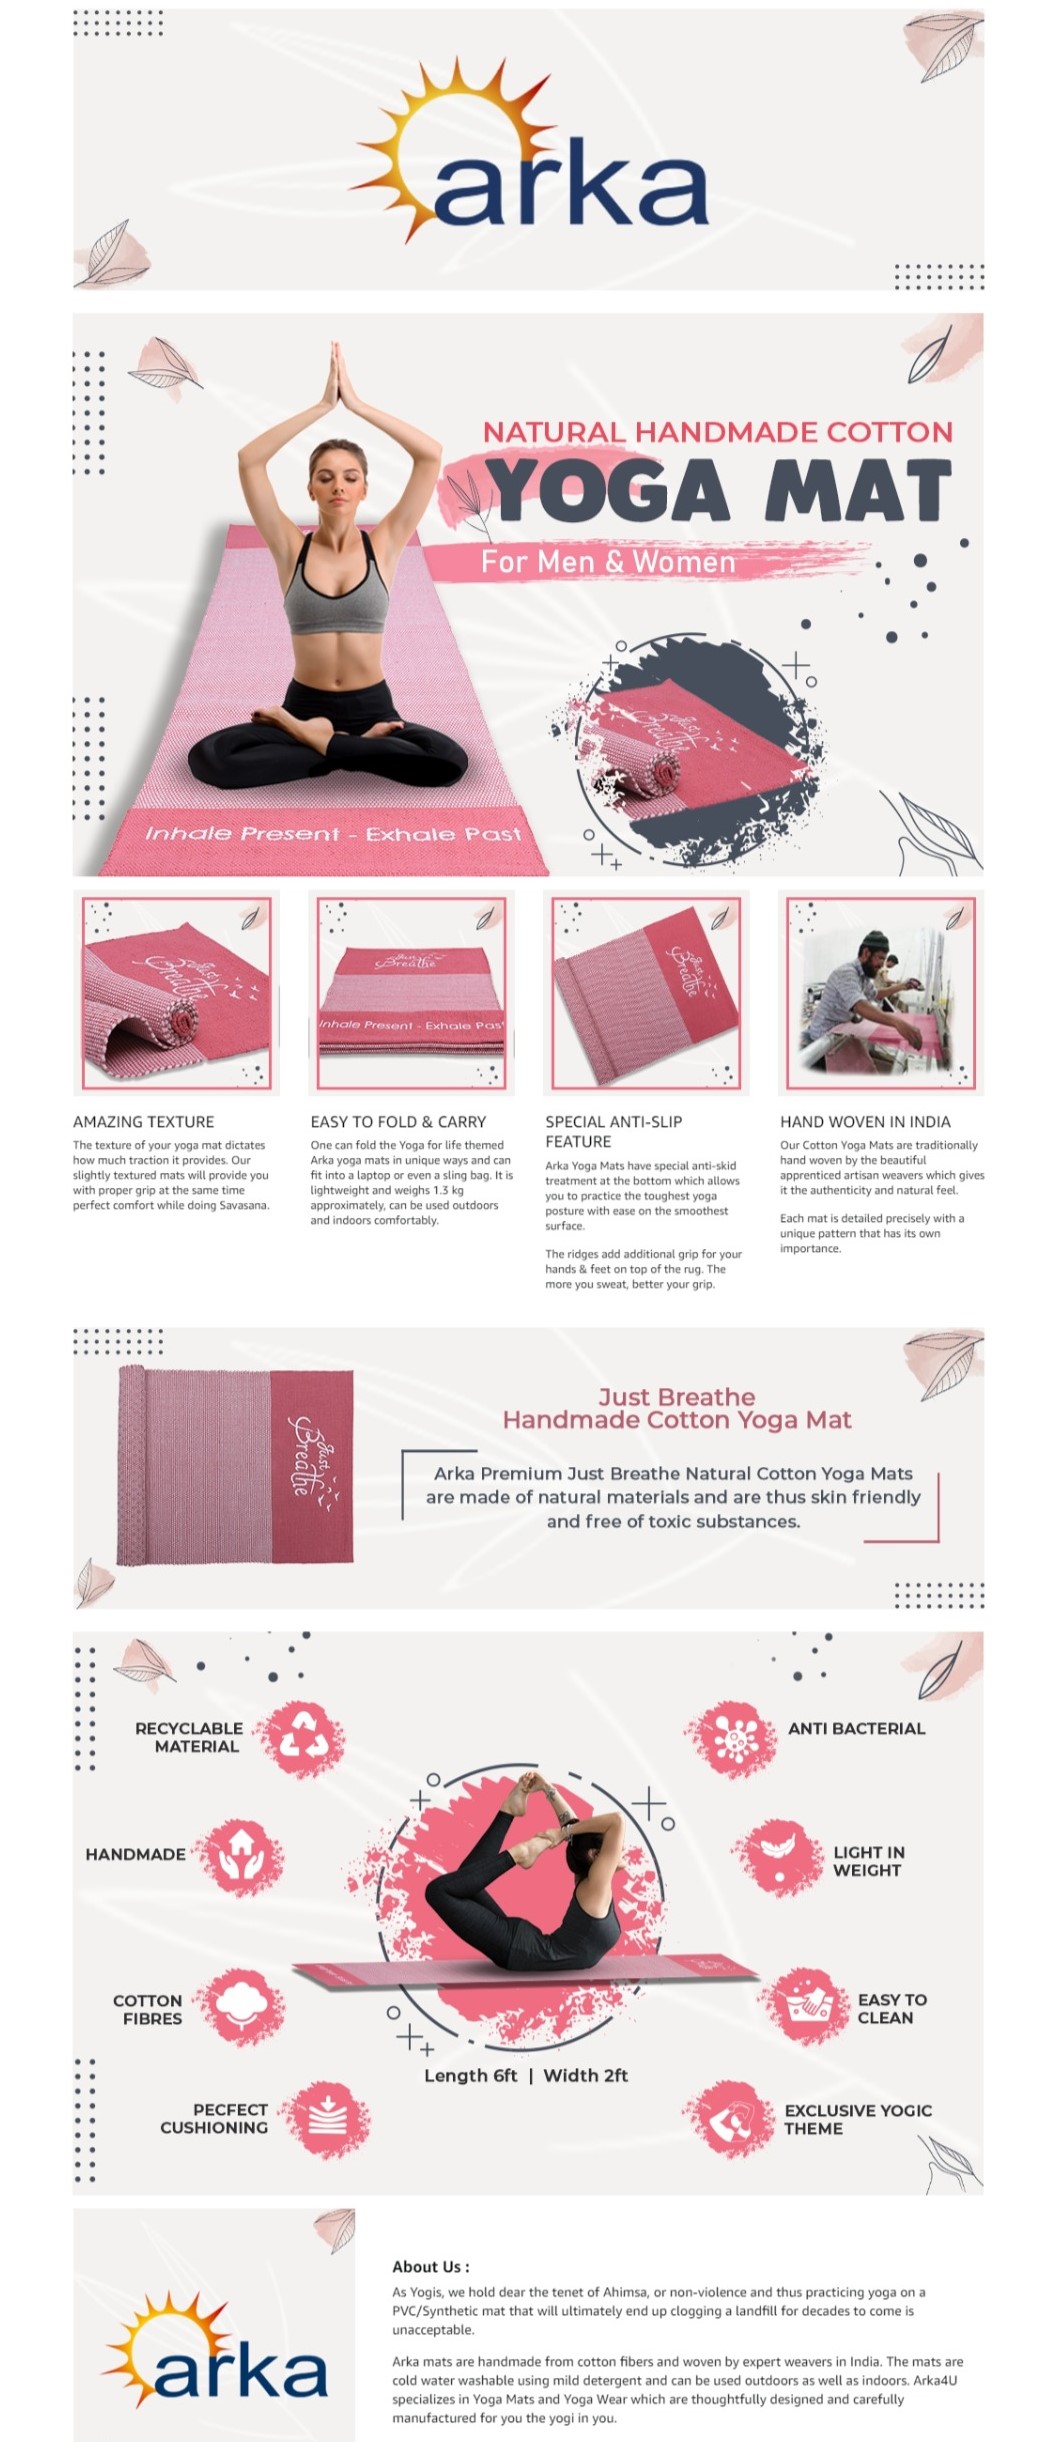 arka
NATURAL HANDMADE COTTON
YOGA MAT
For Men & Women
Just
Breathe
Inhale Present - Exhale Past
Just
Breathe
Just
Breathe
Inhale Present - Exhale Past
Just
Breathe
AMAZING TEXTURE
The texture of your yoga mat dictates
how much traction it provides. Our
slightly textured mats will provide you
with proper grip at the same time
perfect comfort while doing Savasana.
EASY TO FOLD & CARRY
One can fold the Yoga for life themed
Arka yoga mats in unique ways and can
fit into a laptop or even a sling bag. It is
lightweight and weighs 1.3 kg
approximately, can be used outdoors
and indoors comfortably.
SPECIAL ANTI-SLIP
FEATURE
Arka Yoga Mats have special anti-skid
treatment at the bottom which allows
you to practice the toughest yoga
posture with ease on the smoothest
surface.
The ridges add additional grip for your
hands & feet on top of the rug. The
more you sweat, better your grip.
HAND WOVEN IN INDIA
Our Cotton Yoga Mats are traditionally
hand woven by the beautiful
apprenticed artisan weavers which gives
it the authenticity and natural feel.
Each mat is detailed precisely with a
unique pattern that has its own
importance.
Just
Breathe
Just Breathe
Handmade Cotton Yoga Mat
Arka Premium Just Breathe Natural Cotton Yoga Mats
are made of natural materials and are thus skin friendly
and free of toxic substances.
RECYCLABLE
MATERIAL
ANTI BACTERIAL
HANDMADE
LIGHT IN
WEIGHT
COTTON
FIBRES
EASY TO
CLEAN
Length 6ft | Width 2ft
PECFECT
CUSHIONING
EXCLUSIVE YOGIC
THEME
arka
About Us :
As Yogis, we hold dear the tenet of Ahimsa, or non-violence and thus practicing yoga on a
PVC/Synthetic mat that will ultimately end up clogging a landfill for decades to come is
unacceptable.
Arka mats are handmade from cotton fibers and woven by expert weavers in India. The mats are
cold water washable using mild detergent and can be used outdoors as well as indoors. Arka4U
specializes in Yoga Mats and Yoga Wear which are thoughtfully designed and carefully
manufactured for you the yogi in you.